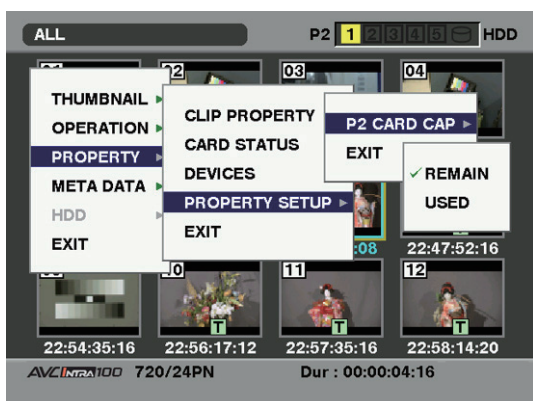 ALL P2 1 2 3 4 5 HDD
02 03 04
THUMBNAIL
OPERATION
PROPERTY
META DATA
HDD
EXIT
CLIP PROPERTY
CARD STATUS
DEVICES
PROPERTY SETUP
EXIT
P2 CARD CAP
EXIT
REMAIN
USED
:08 22:47:52:16
10 11 12
T T T
22:54:35:16 22:56:17:12 22:57:35:16 22:58:14:20
AVC INTRA 100 720/24PN Dur : 00:00:04:16